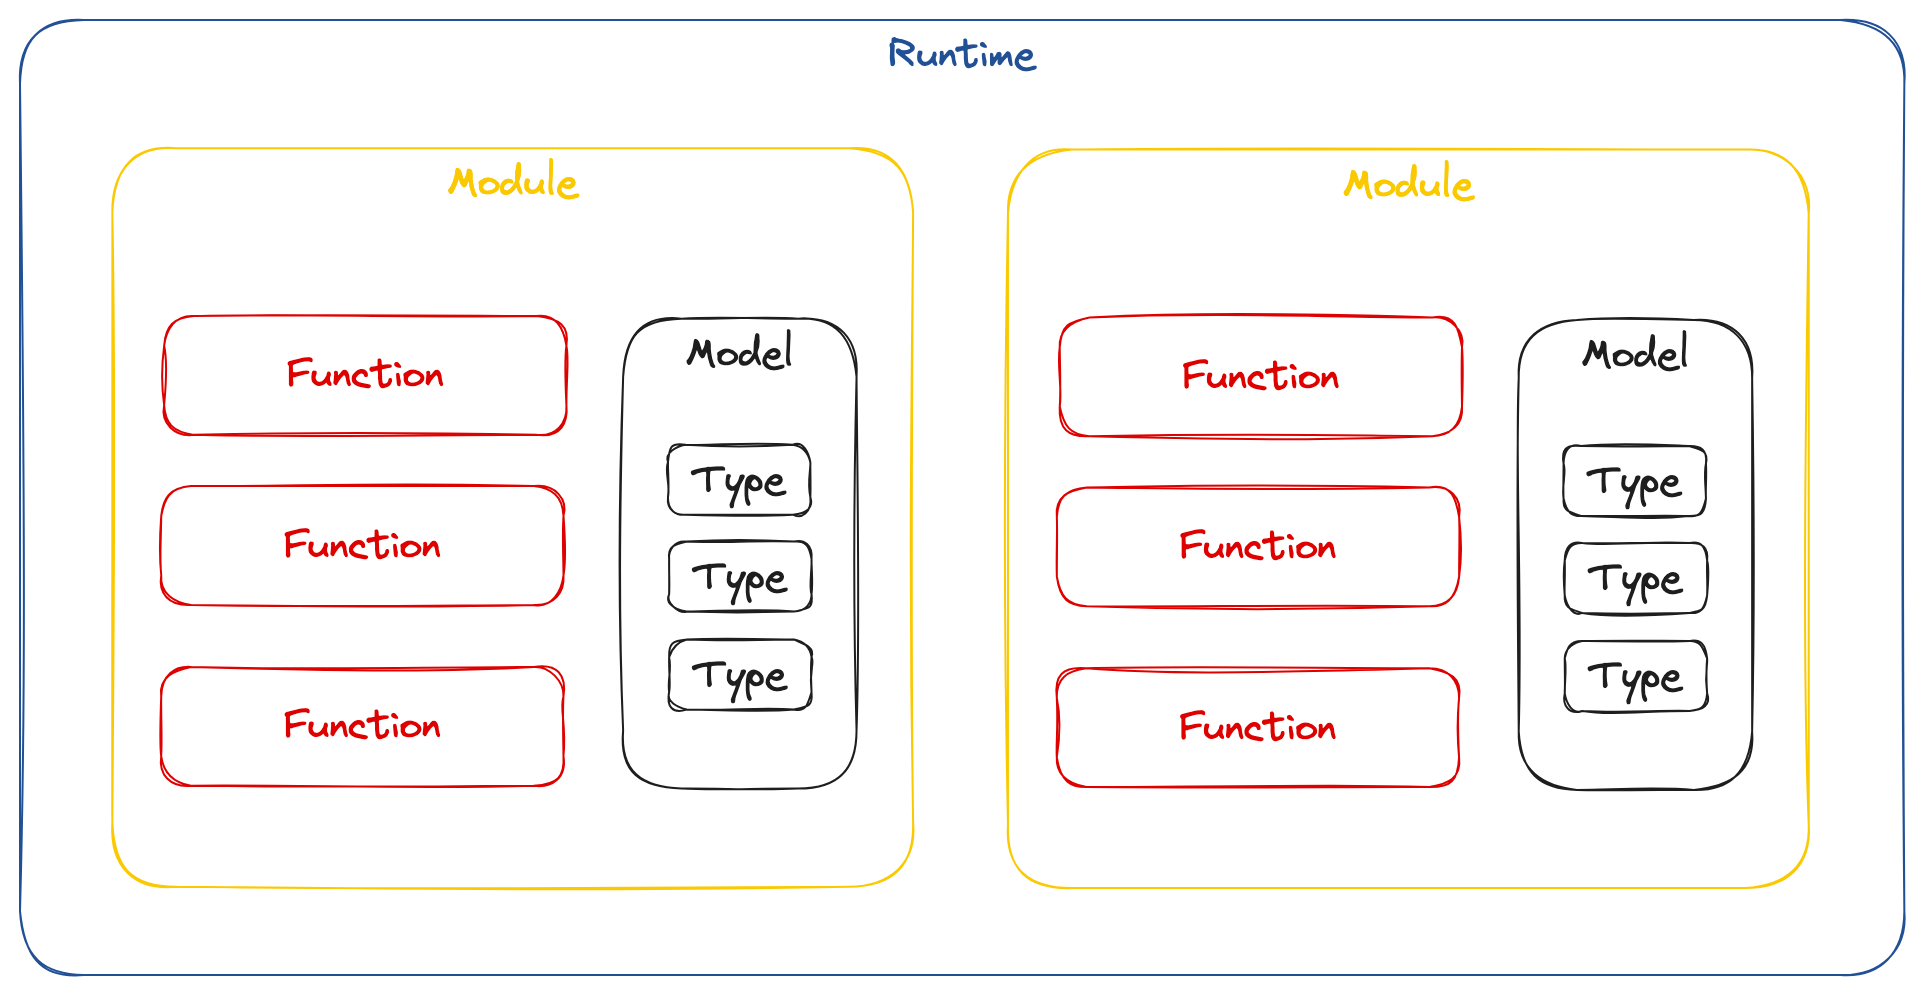 Runtime
Module
Function
Function
Function
Model
Type
Type
Type
Module
Function
Function
Function
Model
Type
Type
Type